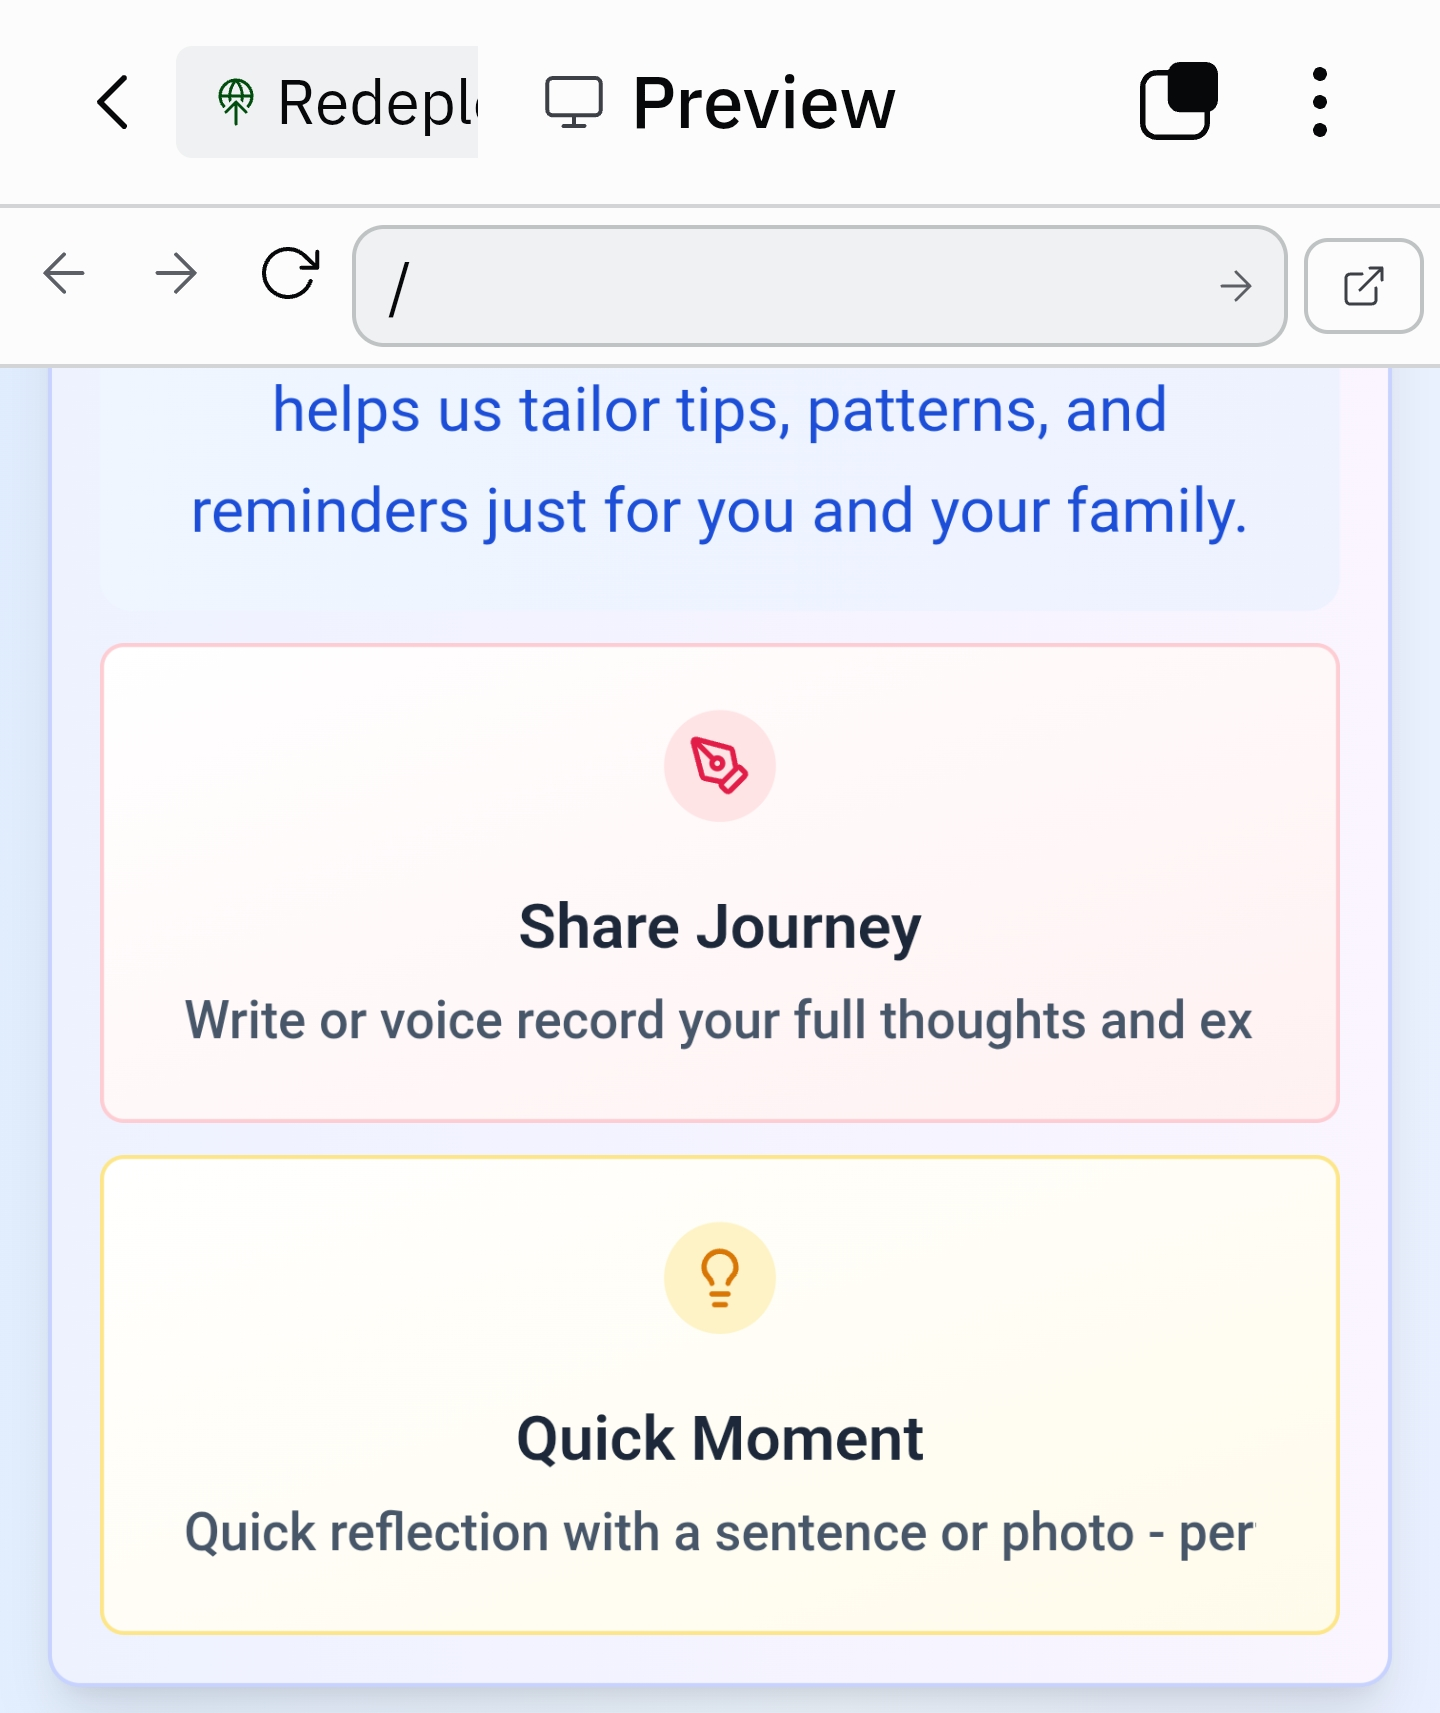 Redepl
Preview
/
helps us tailor tips, patterns, and
reminders just for you and your family.
Share Journey
Write or voice record your full thoughts and ex
Quick Moment
Quick reflection with a sentence or photo - per